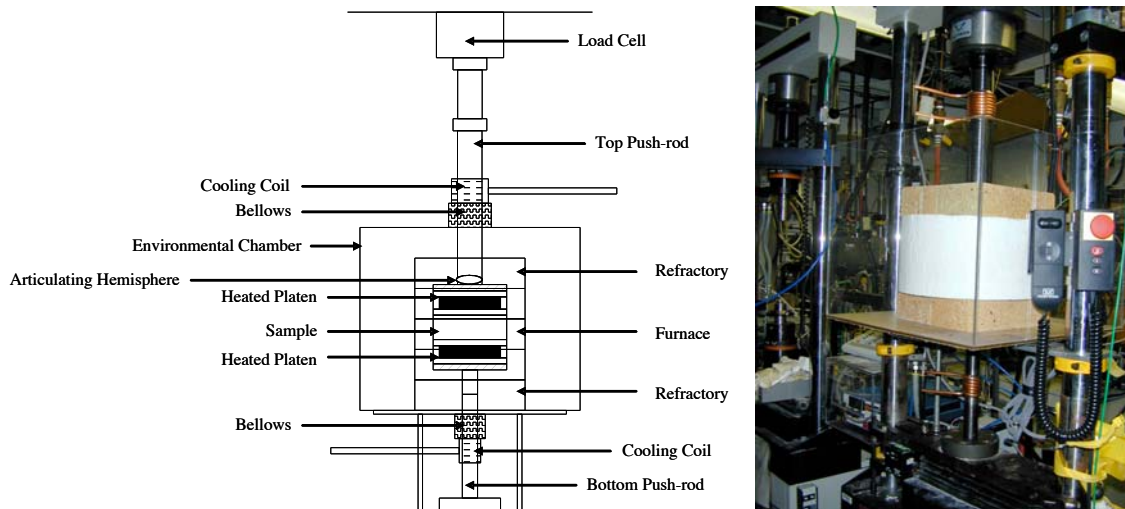 Load Cell
Top Push-rod
Cooling Coil
Bellows
Environmental Chamber
Articulating Hemisphere
Refractory
Heated Platen
Sample
Furnace
Heated Platen
Refractory
Bellows
Cooling Coil
Bottom Push-rod